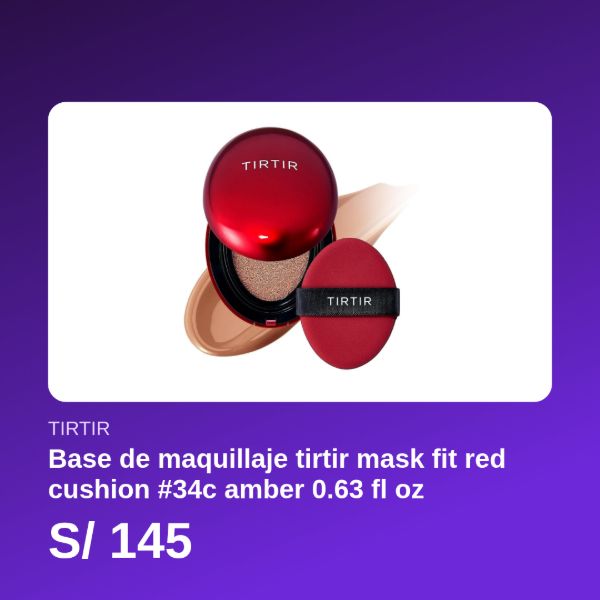 TIRTIR
TIRTIR
TIRTIR
Base de maquillaje tirtir mask fit red
cushion #34c amber 0.63 fl oz
S/ 145